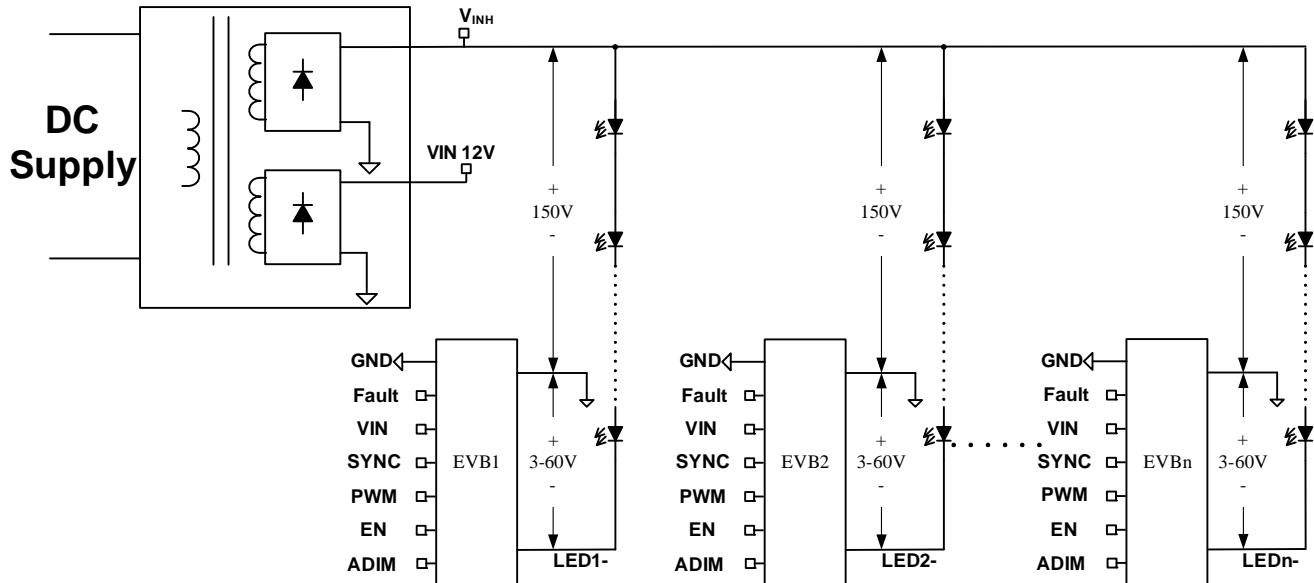 V_INH
DC
Supply
VIN 12V
+
150V
-
+
150V
-
+
150V
-
GND
Fault
VIN
SYNC
PWM
EN
ADIM
EVB1
+
3-60V
-
LED1-
GND
Fault
VIN
SYNC
PWM
EN
ADIM
EVB2
+
3-60V
-
LED2-
GND
Fault
VIN
SYNC
PWM
EN
ADIM
EVBn
+
3-60V
-
LEDn-